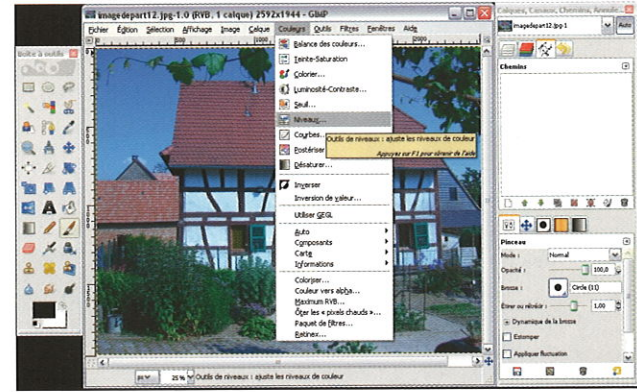 imagedepart12.jpg-1.0 (RVB, 1 calque) 2592x1944 - GIMP
Fichier Édition Sélection Affichage Image Calque Couleurs Outils Filtres Fenêtres Aide
Boîte à outils
Balance des couleurs...
Teinte-Saturation
Colorier...
Luminosité-Contraste...
Seuil...
Niveaux...
Courbes...
Postériser
Désaturer...
Inverser
Inversion de valeur...
Utiliser GEGL
Auto
Composants
Carte
Informations
Coloriser...
Couleur vers alpha...
Maximum RVB...
Ôter les « pixels chauds »...
Paquet de filtres...
Retinex...
Outils de niveaux : ajuste les niveaux de couleur
Appuyez sur F1 pour obtenir de l'aide
px 25% Outils de niveaux : ajuste les niveaux de couleur
Calques, Canaux, Chemins, Annuler
imagedepart12.jpg-1 Auto
Chemins
Pinceau
Mode : Normal
Opacité : 100,0
Brosse : Circle (11)
Étirer ou rétrécir : 1,00
Dynamique de la brosse
Estomper
Appliquer fluctuation